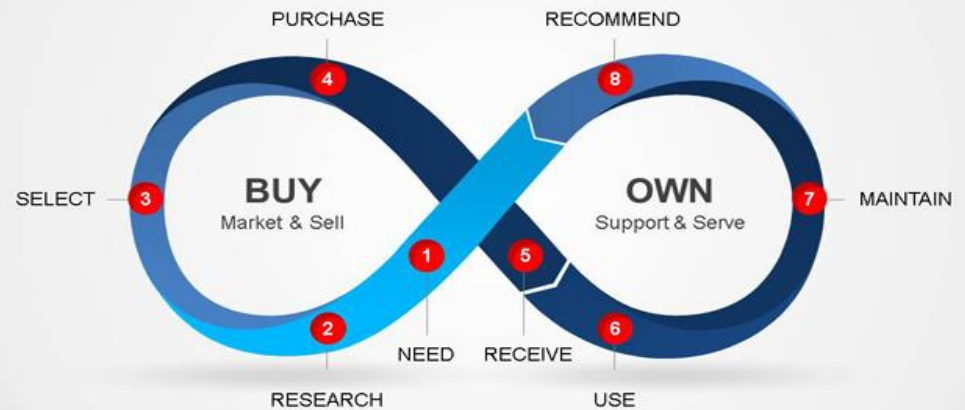 PURCHASE
RECOMMEND
4
8
SELECT
3
BUY
Market & Sell
OWN
Support & Serve
7
MAINTAIN
1
5
2
6
NEED
RECEIVE
RESEARCH
USE